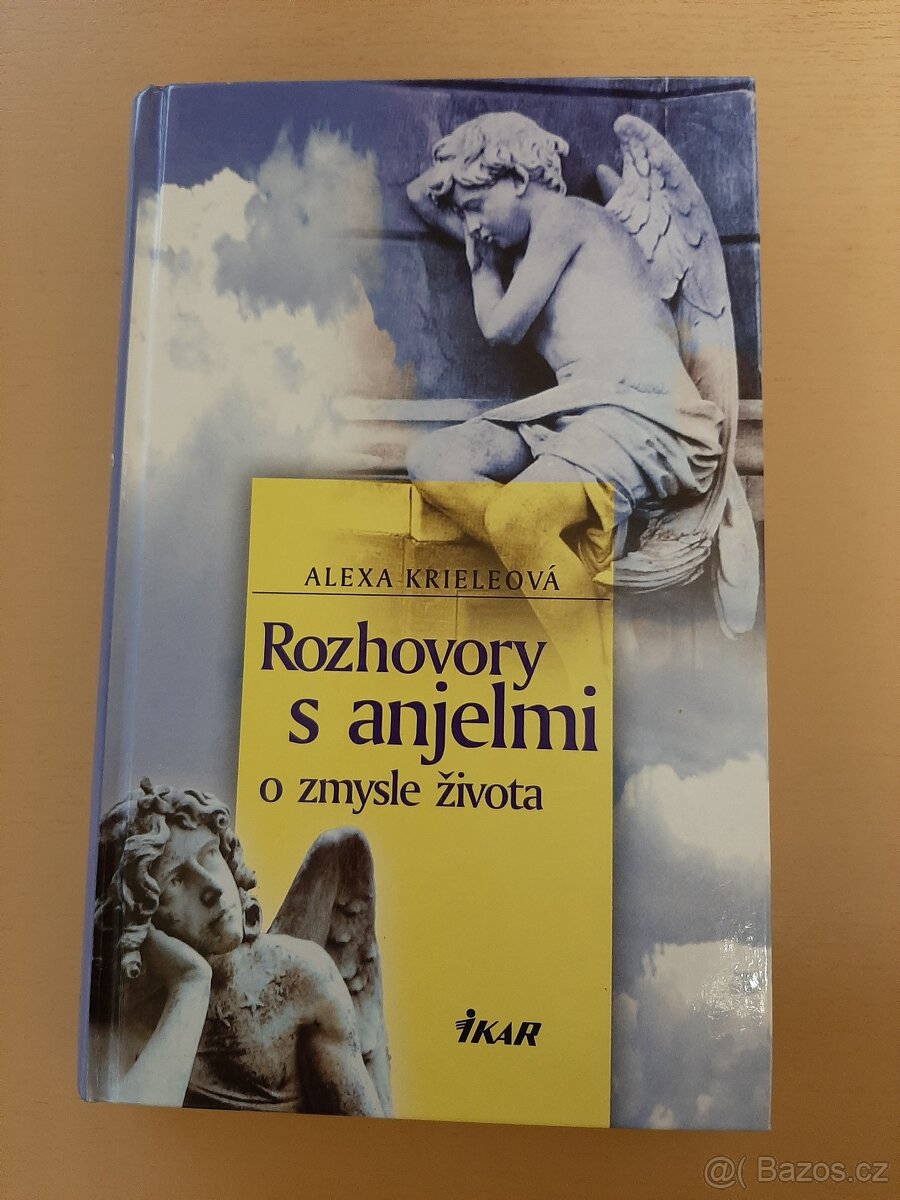 ALEXA KRIELEOVÁ
Rozhovory
s anjelmi
o zmysle života
IKAR
@( Bazos.cz